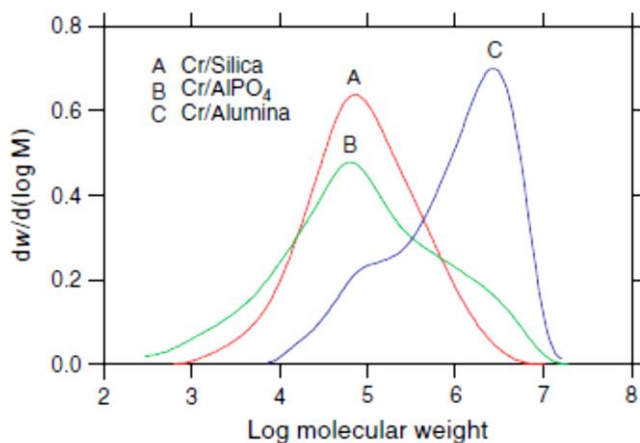 0.8
A Cr/Silica
B Cr/AlPO4
C Cr/Alumina
C
A
0.6
B
dw/d(log M)
0.4
0.2
0.0
2 3 4 5 6 7 8
Log molecular weight